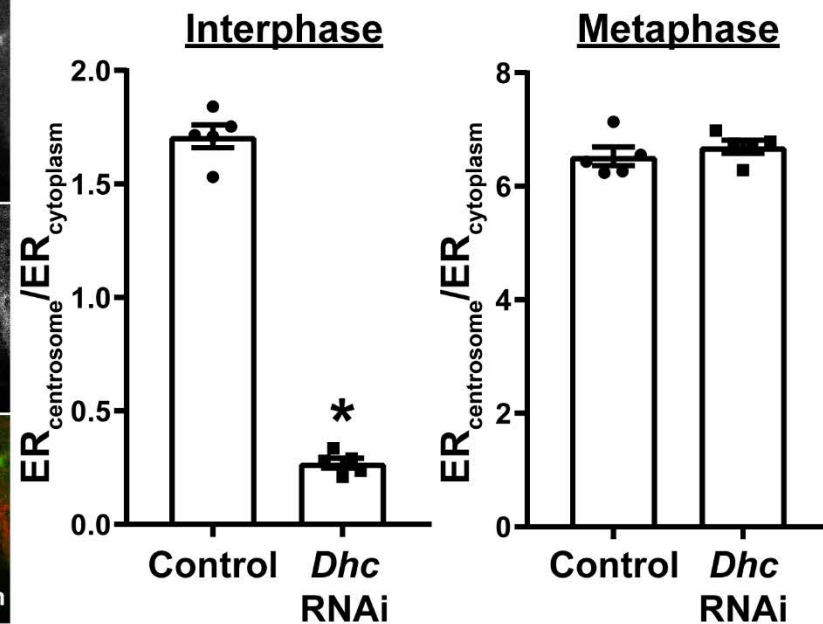 Interphase
ERcentrosome/ERcytoplasm
2.0
1.5
1.0
0.5
0.0
*
Control
Dhc
RNAi
Metaphase
ERcentrosome/ERcytoplasm
8
6
4
2
0
Control
Dhc
RNAi